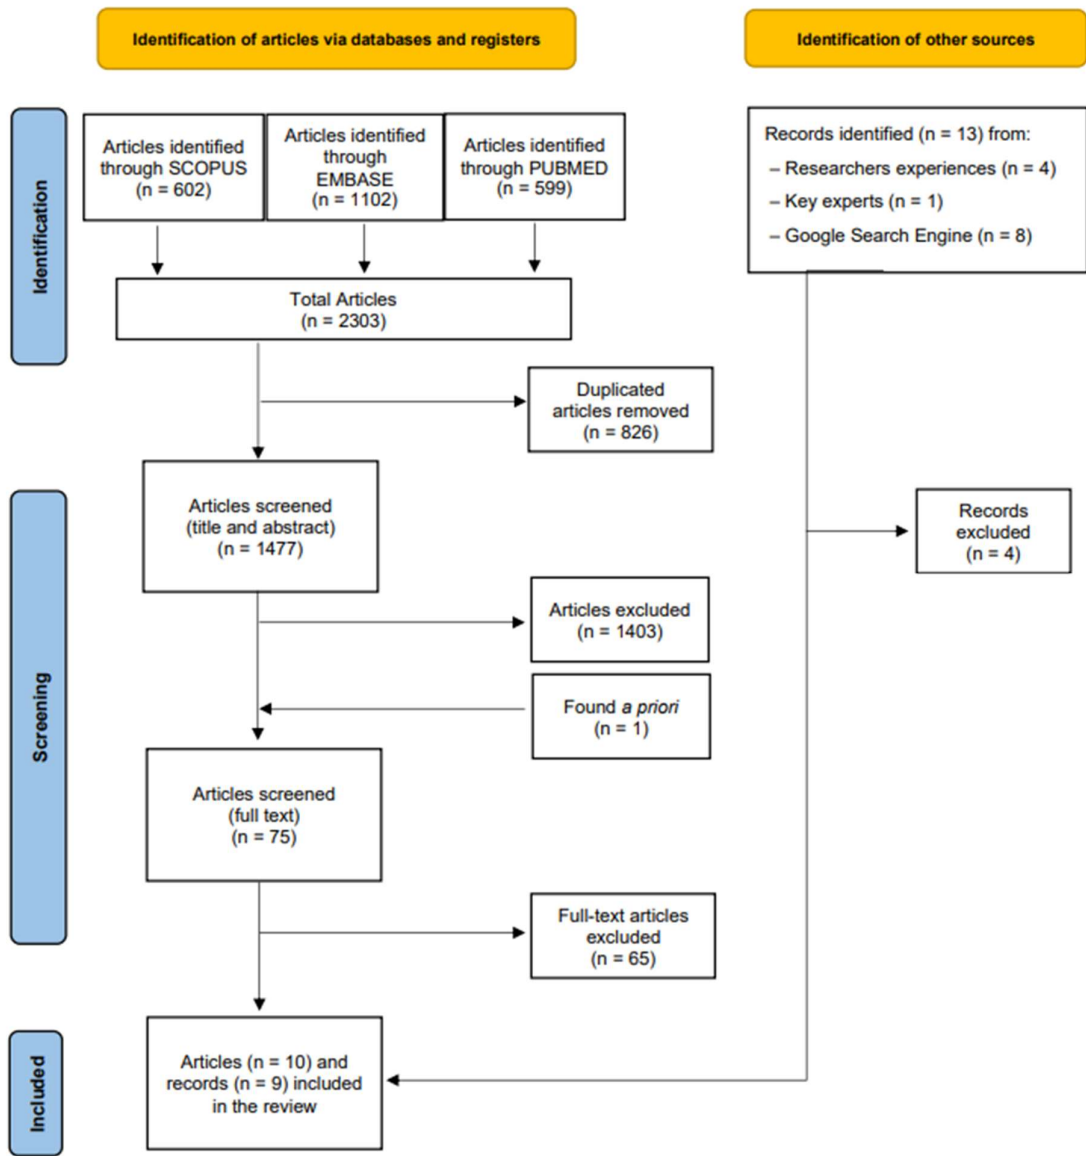 Identification of articles via databases and registers
Identification of other sources
Identification
Articles identified
through SCOPUS
(n = 602)
Articles identified
through
EMBASE
(n = 1102)
Articles identified
through PUBMED
(n = 599)
Records identified (n = 13) from:
– Researchers experiences (n = 4)
– Key experts (n = 1)
– Google Search Engine (n = 8)
Total Articles
(n = 2303)
Duplicated
articles removed
(n = 826)
Screening
Articles screened
(title and abstract)
(n = 1477)
Records
excluded
(n = 4)
Articles excluded
(n = 1403)
Found a priori
(n = 1)
Articles screened
(full text)
(n = 75)
Full-text articles
excluded
(n = 65)
Included
Articles (n = 10) and
records (n = 9) included
in the review